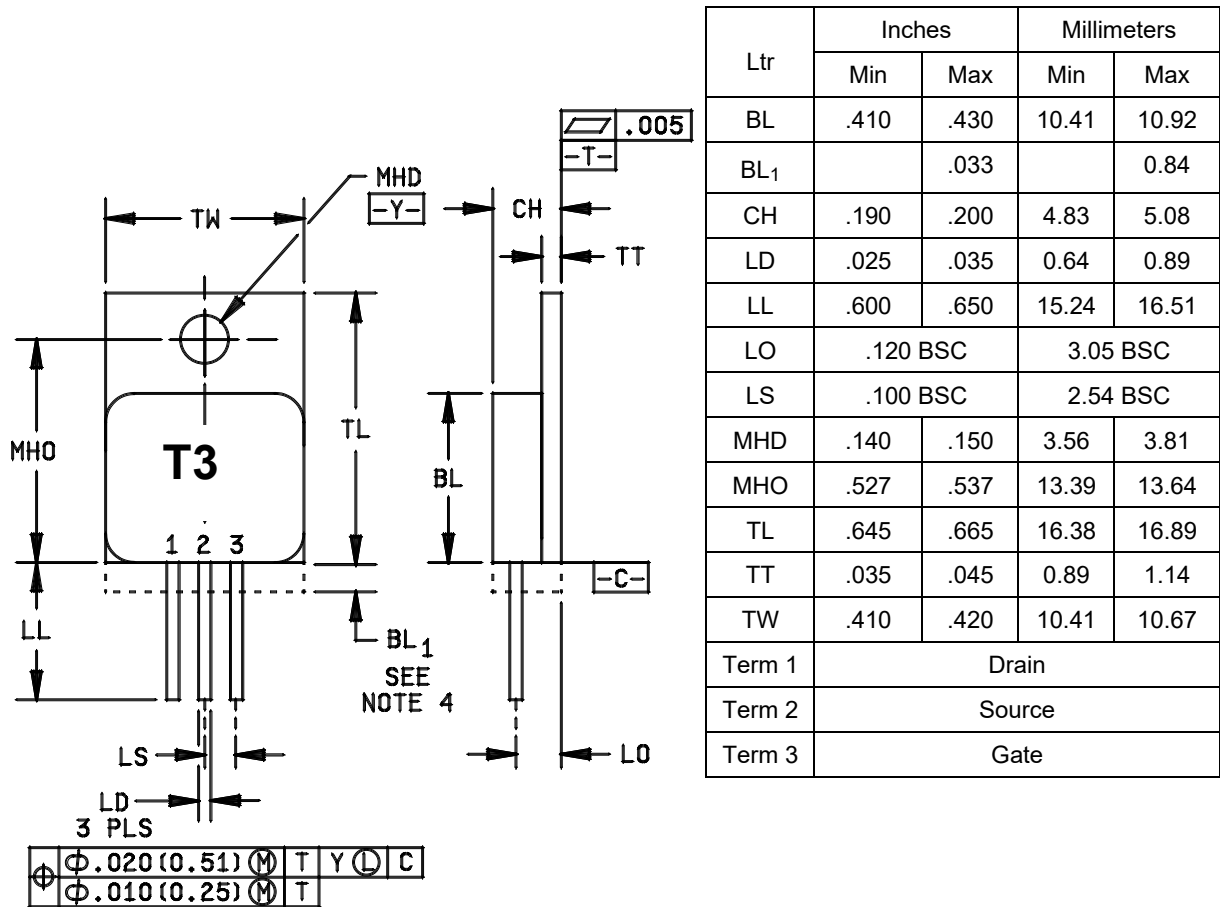 .005
-T-
MHD
-Y-
TW
CH
TT
MHO
T3
TL
BL
1 2 3
-C-
LL
BL1
SEE
NOTE 4
LS
LO
LD
3 PLS
⌀.020(0.51) Ⓜ T Y Ⓛ C
⌀.010(0.25) Ⓜ T
Ltr Inches Millimeters
Min Max Min Max
BL .410 .430 10.41 10.92
BL1 .033 0.84
CH .190 .200 4.83 5.08
LD .025 .035 0.64 0.89
LL .600 .650 15.24 16.51
LO .120 BSC 3.05 BSC
LS .100 BSC 2.54 BSC
MHD .140 .150 3.56 3.81
MHO .527 .537 13.39 13.64
TL .645 .665 16.38 16.89
TT .035 .045 0.89 1.14
TW .410 .420 10.41 10.67
Term 1 Drain
Term 2 Source
Term 3 Gate